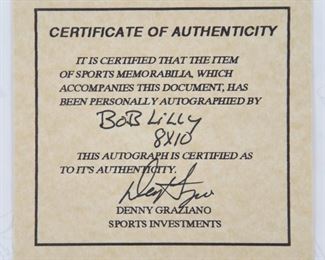 CERTIFICATE OF AUTHENTICITY
IT IS CERTIFIED THAT THE ITEM
OF SPORTS MEMORABILIA, WHICH
ACCOMPANIES THIS DOCUMENT, HAS
BEEN PERSONALLY AUTOGRAPHIED BY
BOB LILLY
8X10
THIS AUTOGRAPH IS CERTIFIED AS
TO IT'S AUTHENTICITY.
DENNY GRAZIANO
SPORTS INVESTMENTS